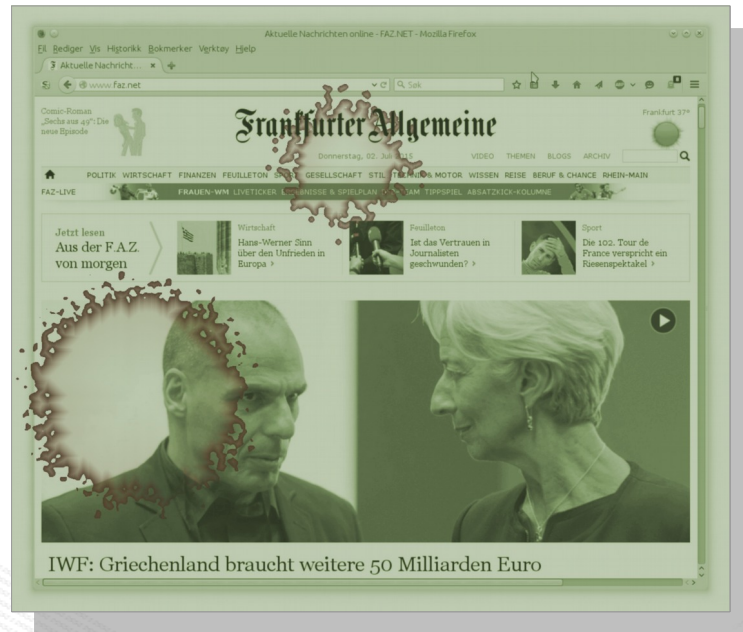 Aktuelle Nachrichten online - FAZ.NET - Mozilla Firefox
Fil Rediger Vis Historikk Bokmerker Verktøy Hjelp
Aktuelle Nachricht...
www.faz.net
Søk
Comic-Roman
„Sechs aus 49“: Die
neue Episode
Frankfurter Allgemeine
Frankfurt 37°
Donnerstag, 02. Juli 2015
VIDEO THEMEN BLOGS ARCHIV
POLITIK WIRTSCHAFT FINANZEN FEUILLETON GESELLSCHAFT STIL & MOTOR WISSEN REISE BERUF & CHANCE RHEIN-MAIN
FAZ-LIVE FRAUEN-WM LIVETICKER & SPIELPLAN TIPPSPIEL ABSATZKICK-KOLUMNE
Jetzt lesen
Aus der F.A.Z.
von morgen
Wirtschaft
Hans-Werner Sinn
über den Unfrieden in
Europa >
Feuilleton
Ist das Vertrauen in
Journalisten
geschwunden? >
Sport
Die 102. Tour de
France verspricht ein
Riesenspektakel >
IWF: Griechenland braucht weitere 50 Milliarden Euro